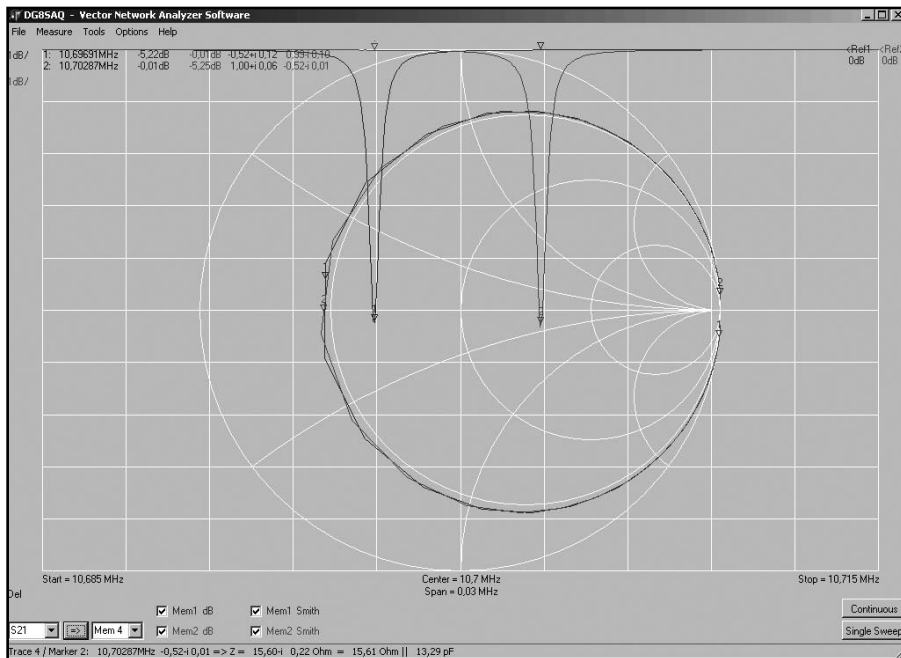 DG8SAQ - Vector Network Analyzer Software
File Measure Tools Options Help
1dB/ 1: 10,69691MHz -5,22dB -0,01dB -0,52+i 0,12 0,99-i 0,10 <Ref1 <Ref2
2: 10,70287MHz -0,01dB -5,25dB 1,00+i 0,06 -0,52-i 0,01 0dB 0dB
1dB/
Start = 10,685 MHz Center = 10,7 MHz Stop = 10,715 MHz
Span = 0,03 MHz
Del
Mem1 dB Mem1 Smith Continuous
S21 => Mem 4 Mem2 dB Mem2 Smith Single Sweep
Trace 4 / Marker 2: 10,70287MHz -0,52-i 0,01 => Z = 15,60-i 0,22 Ohm = 15,61 Ohm || 13,29 pF